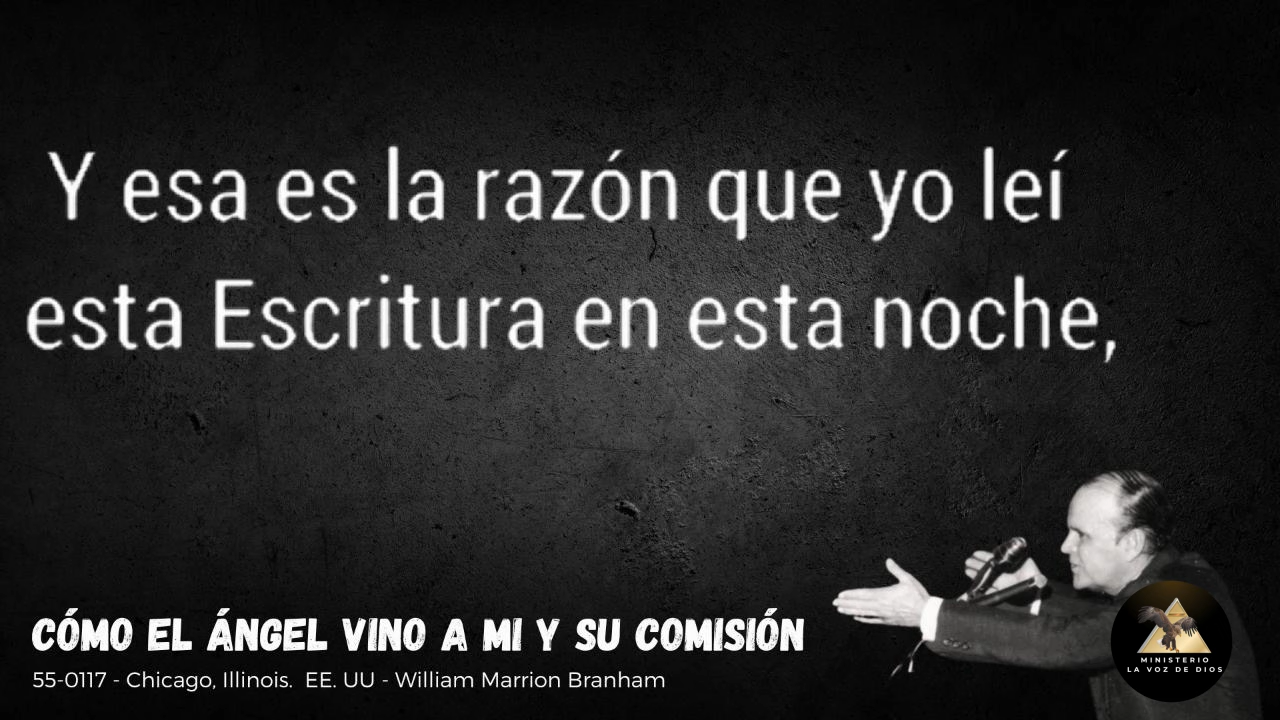 Y esa es la razón que yo leí
esta Escritura en esta noche,
CÓMO EL ÁNGEL VINO A MI Y SU COMISIÓN
55-0117 - Chicago, Illinois. EE. UU - William Marrion Branham
MINISTERIO
LA VOZ DE DIOS